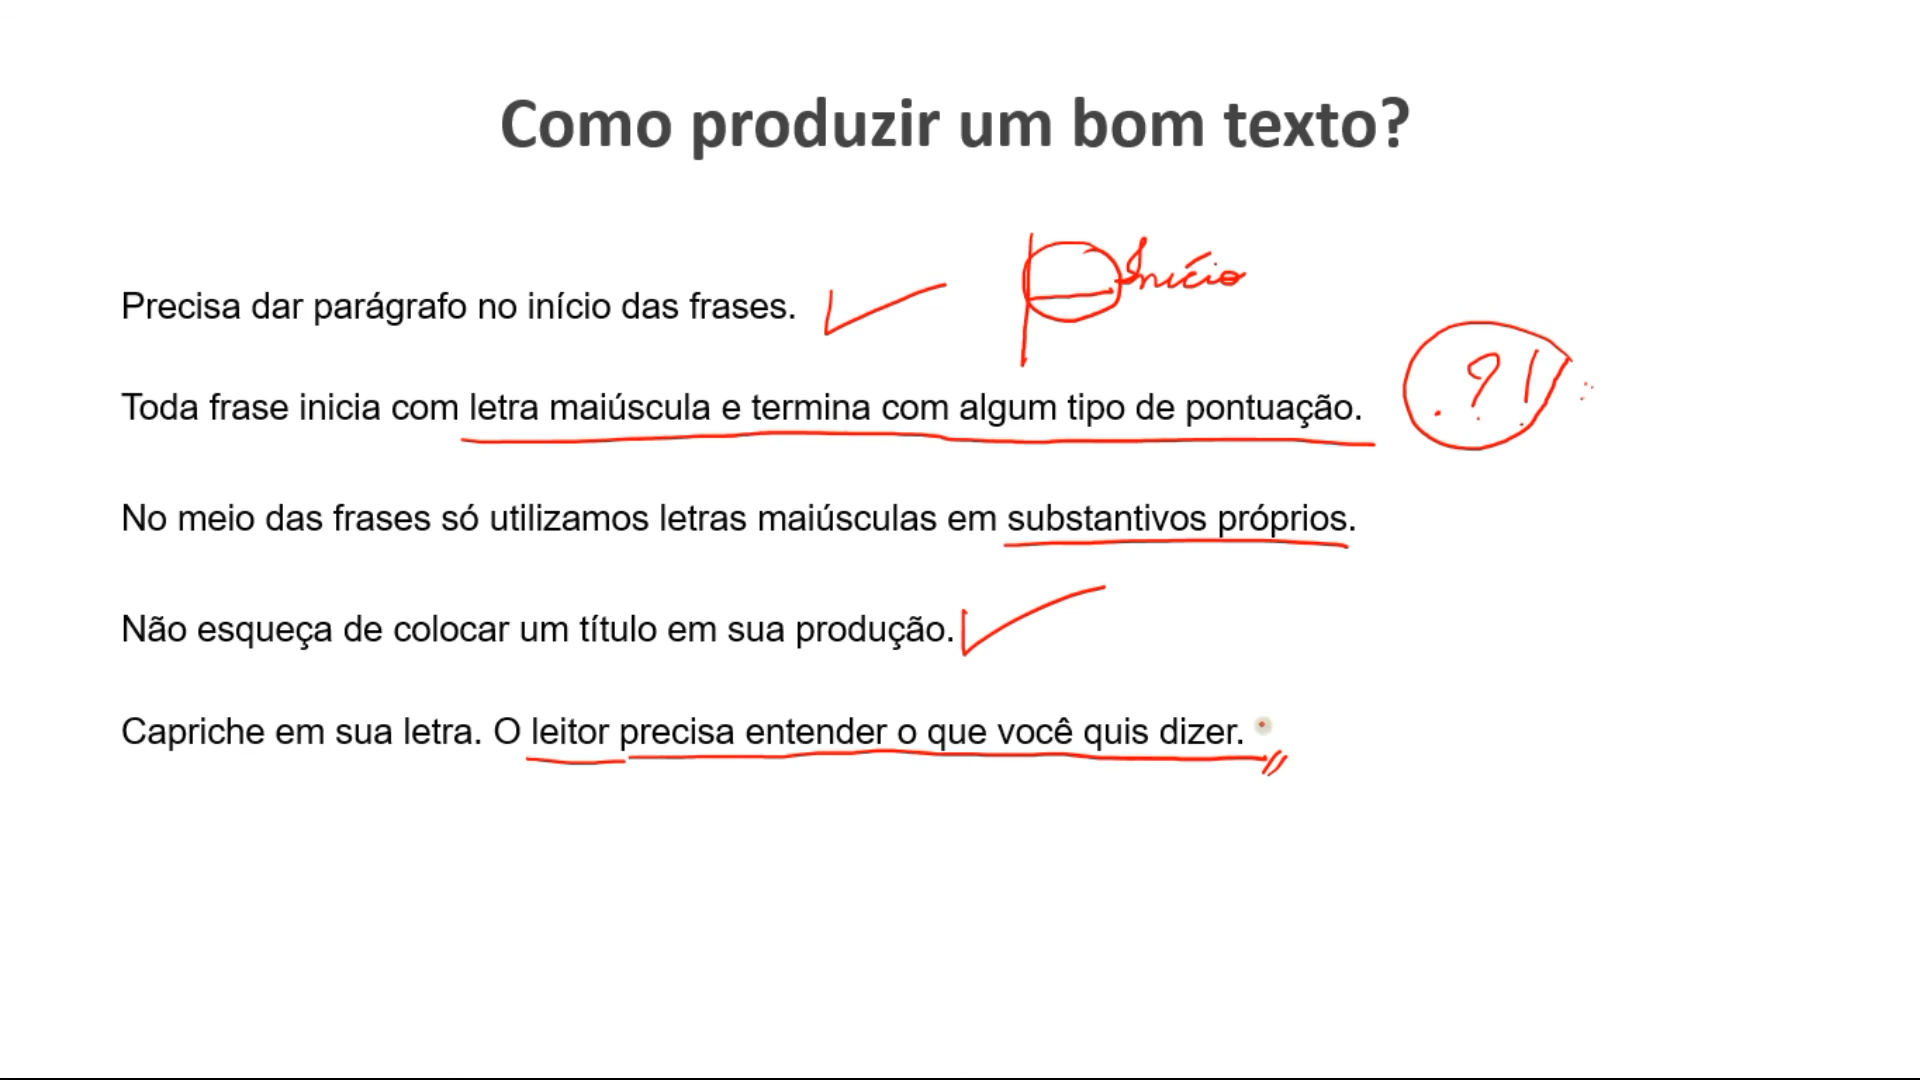 Como produzir um bom texto?
Início
Precisa dar parágrafo no início das frases.
. ? !
Toda frase inicia com letra maiúscula e termina com algum tipo de pontuação.
No meio das frases só utilizamos letras maiúsculas em substantivos próprios.
Não esqueça de colocar um título em sua produção.
Capriche em sua letra. O leitor precisa entender o que você quis dizer.